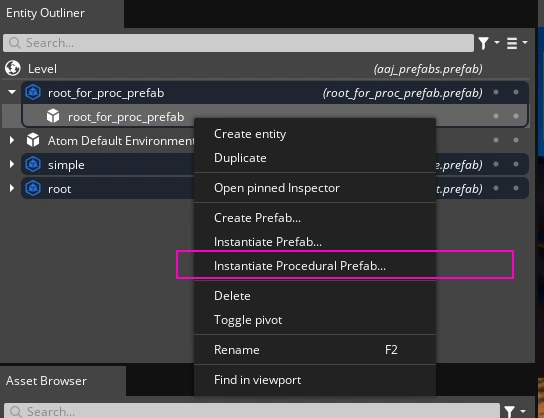 Entity Outliner
Search...
Level (aaj_prefabs.prefab)
root_for_proc_prefab (root_for_proc_prefab.prefab)
root_for_proc_prefab
Atom Default Environmen
simple e.prefab)
root t.prefab)
Create entity
Duplicate
Open pinned Inspector
Create Prefab...
Instantiate Prefab...
Instantiate Procedural Prefab...
Delete
Toggle pivot
Rename F2
Find in viewport
Asset Browser
Search...